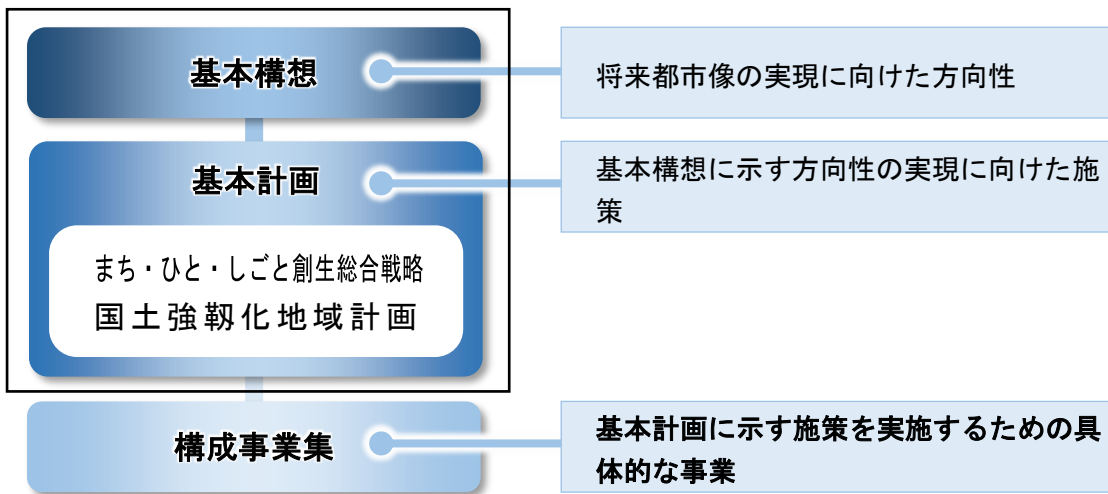 基本構想
将来都市像の実現に向けた方向性
基本計画
基本構想に示す方向性の実現に向けた施
策
まち・ひと・しごと創生総合戦略
国土強靱化地域計画
構成事業集
基本計画に示す施策を実施するための具
体的な事業